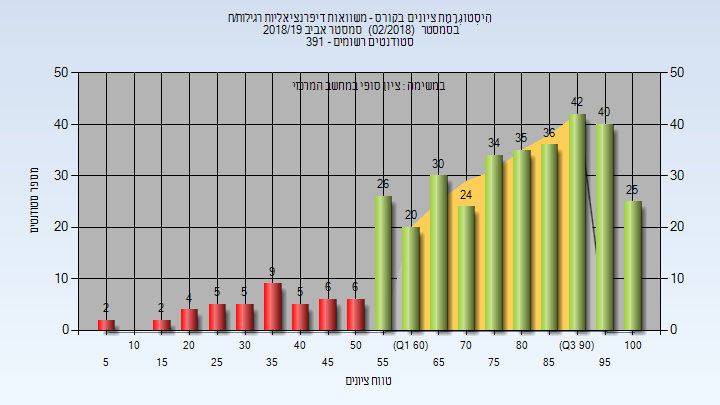 היסטוגרמת ציונים בקורס - משוואות דיפרנציאליות רגילות/ח
בסמסטר (02/2018) סמסטר אביב 2018/19
סטודנטים רשומים - 391
במשימה : ציון סופי במחשב המרכזי
50 50
40 40
30 30
20 20
10 10
0 0
מספר סטודנטים
2 2 4 5 5 9 5 6 6 26 20 30 24 34 35 36 42 40 25
10 20 30 40 50 (Q1 60) 70 80 (Q3 90) 100
5 15 25 35 45 55 65 75 85 95
טווח ציונים